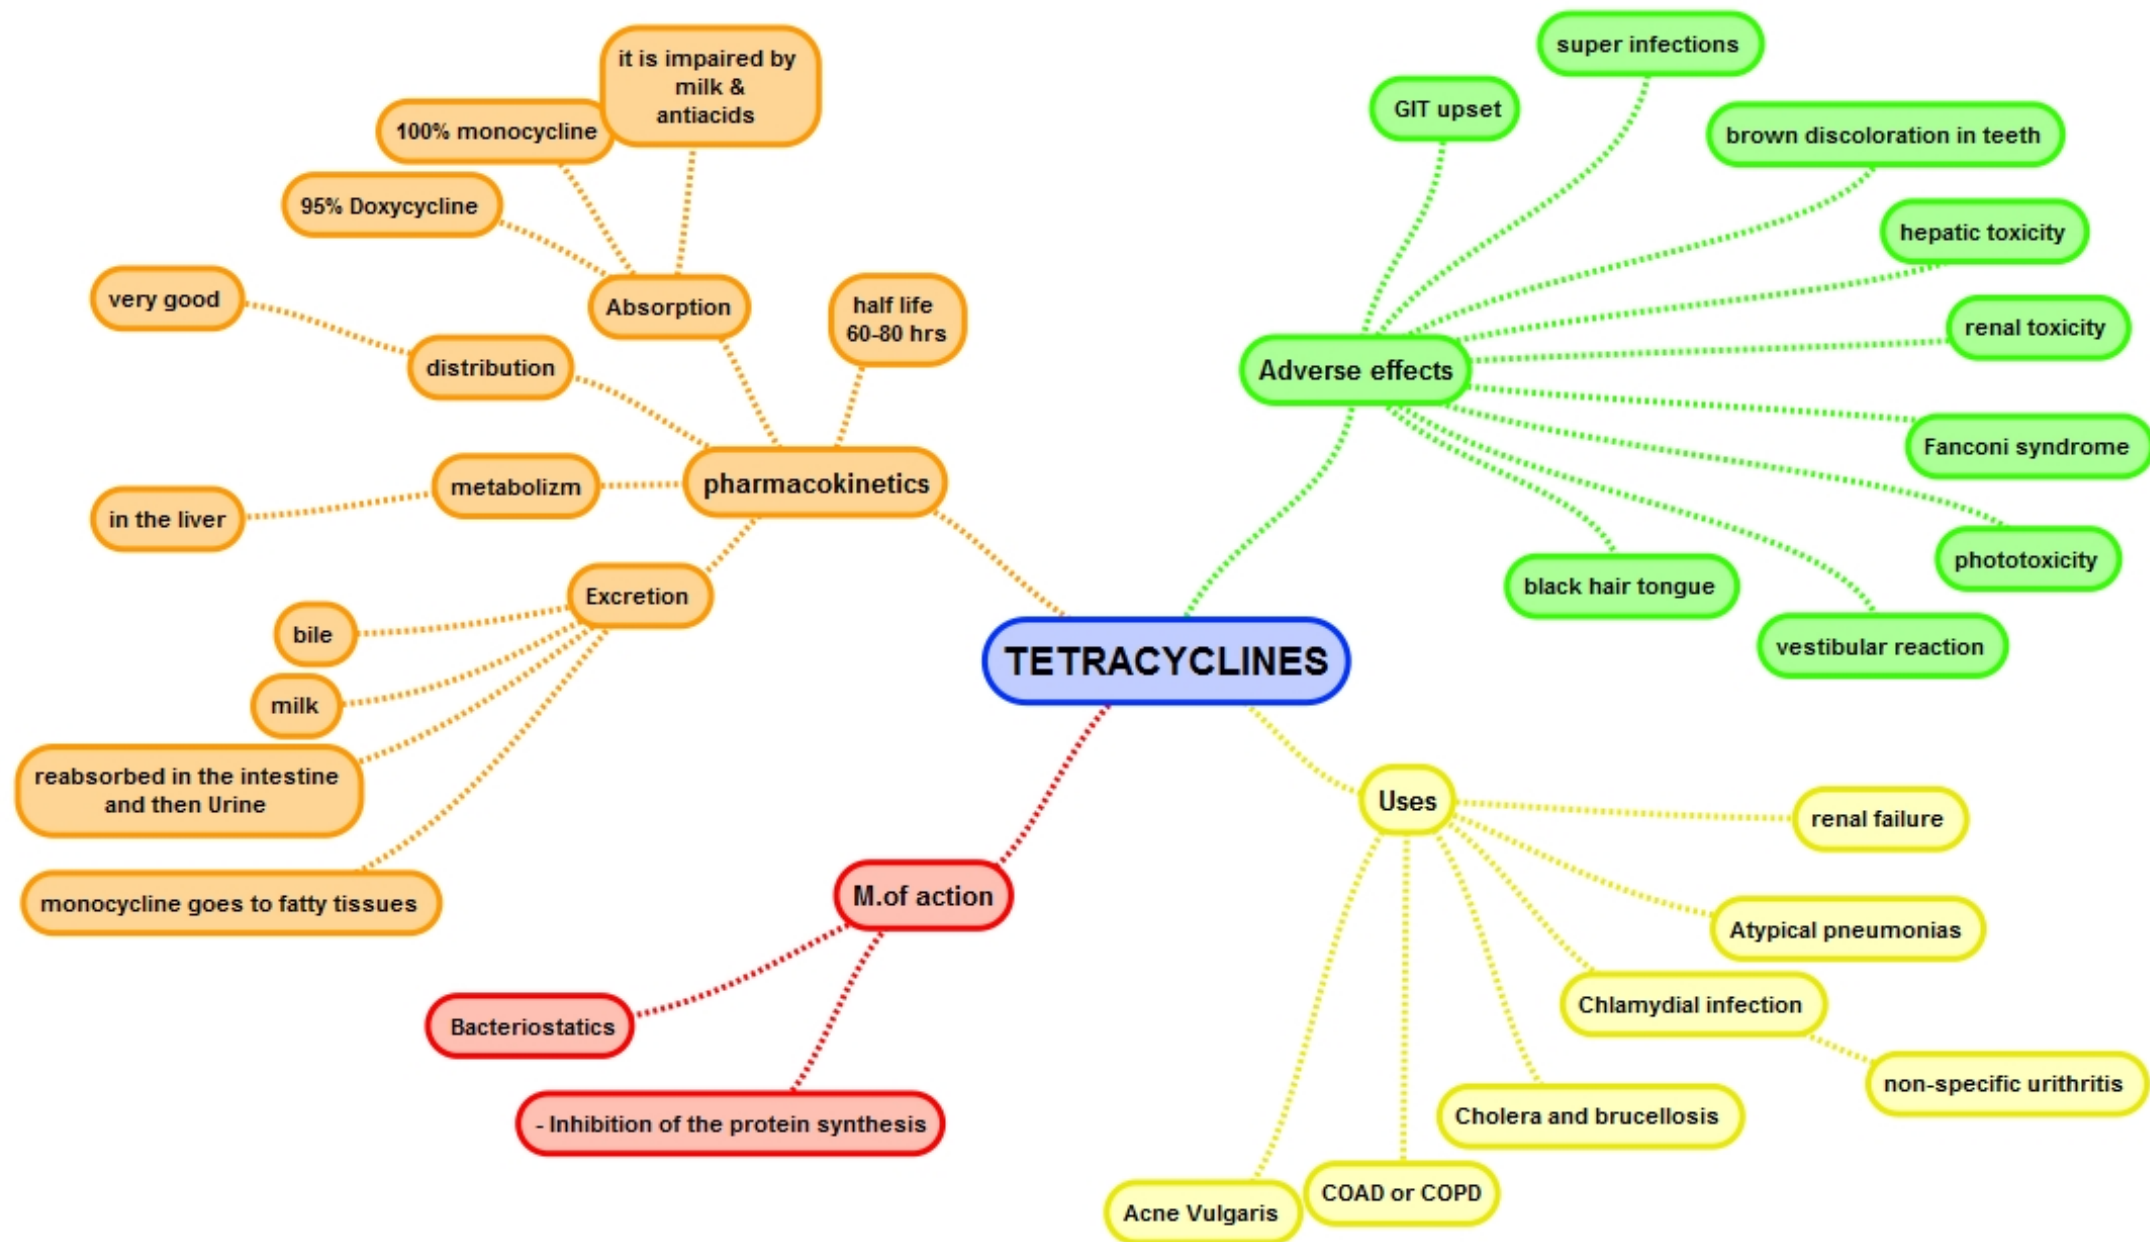 TETRACYCLINES
pharmacokinetics
half life
60-80 hrs
Absorption
it is impaired by
milk &
antiacids
100% monocycline
95% Doxycycline
distribution
very good
metabolizm
in the liver
Excretion
bile
milk
reabsorbed in the intestine
and then Urine
monocycline goes to fatty tissues
Adverse effects
GIT upset
super infections
brown discoloration in teeth
hepatic toxicity
renal toxicity
Fanconi syndrome
phototoxicity
vestibular reaction
black hair tongue
M.of action
Bacteriostatics
- Inhibition of the protein synthesis
Uses
renal failure
Atypical pneumonias
Chlamydial infection
non-specific urithritis
Cholera and brucellosis
COAD or COPD
Acne Vulgaris